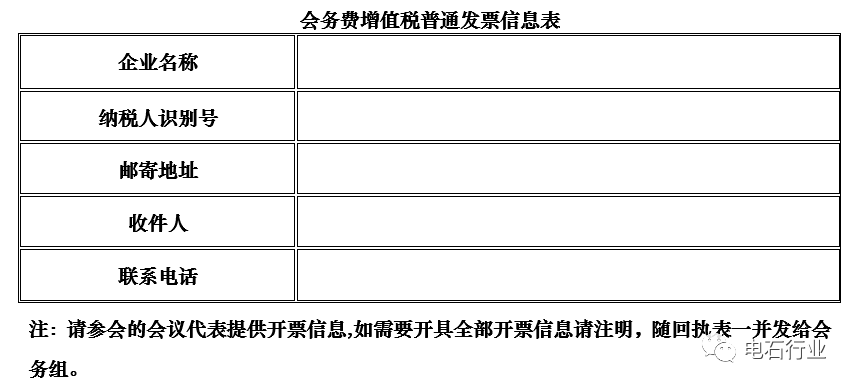 会务费增值税普通发票信息表
企业名称
纳税人识别号
邮寄地址
收件人
联系电话
注：请参会的会议代表提供开票信息,如需要开具全部开票信息请注明，随回执表一并发给会
务组。
电石行业